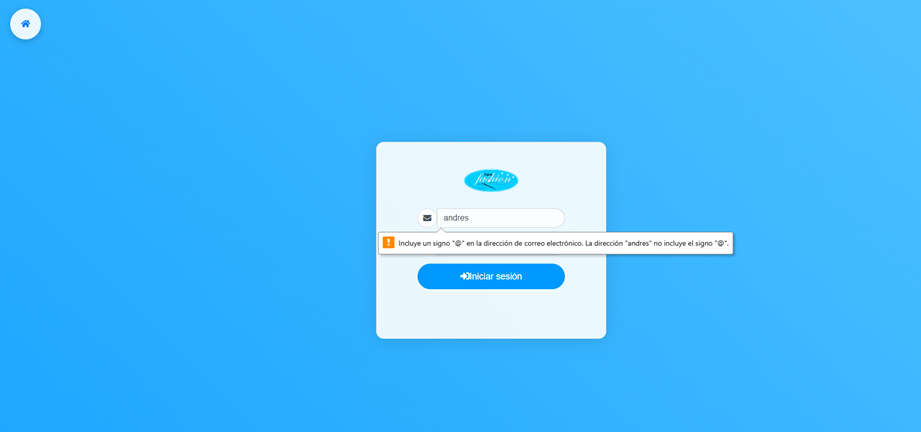 fashion
andres
Incluye un signo "@" en la dirección de correo electrónico. La dirección "andres" no incluye el signo "@".
Iniciar sesión